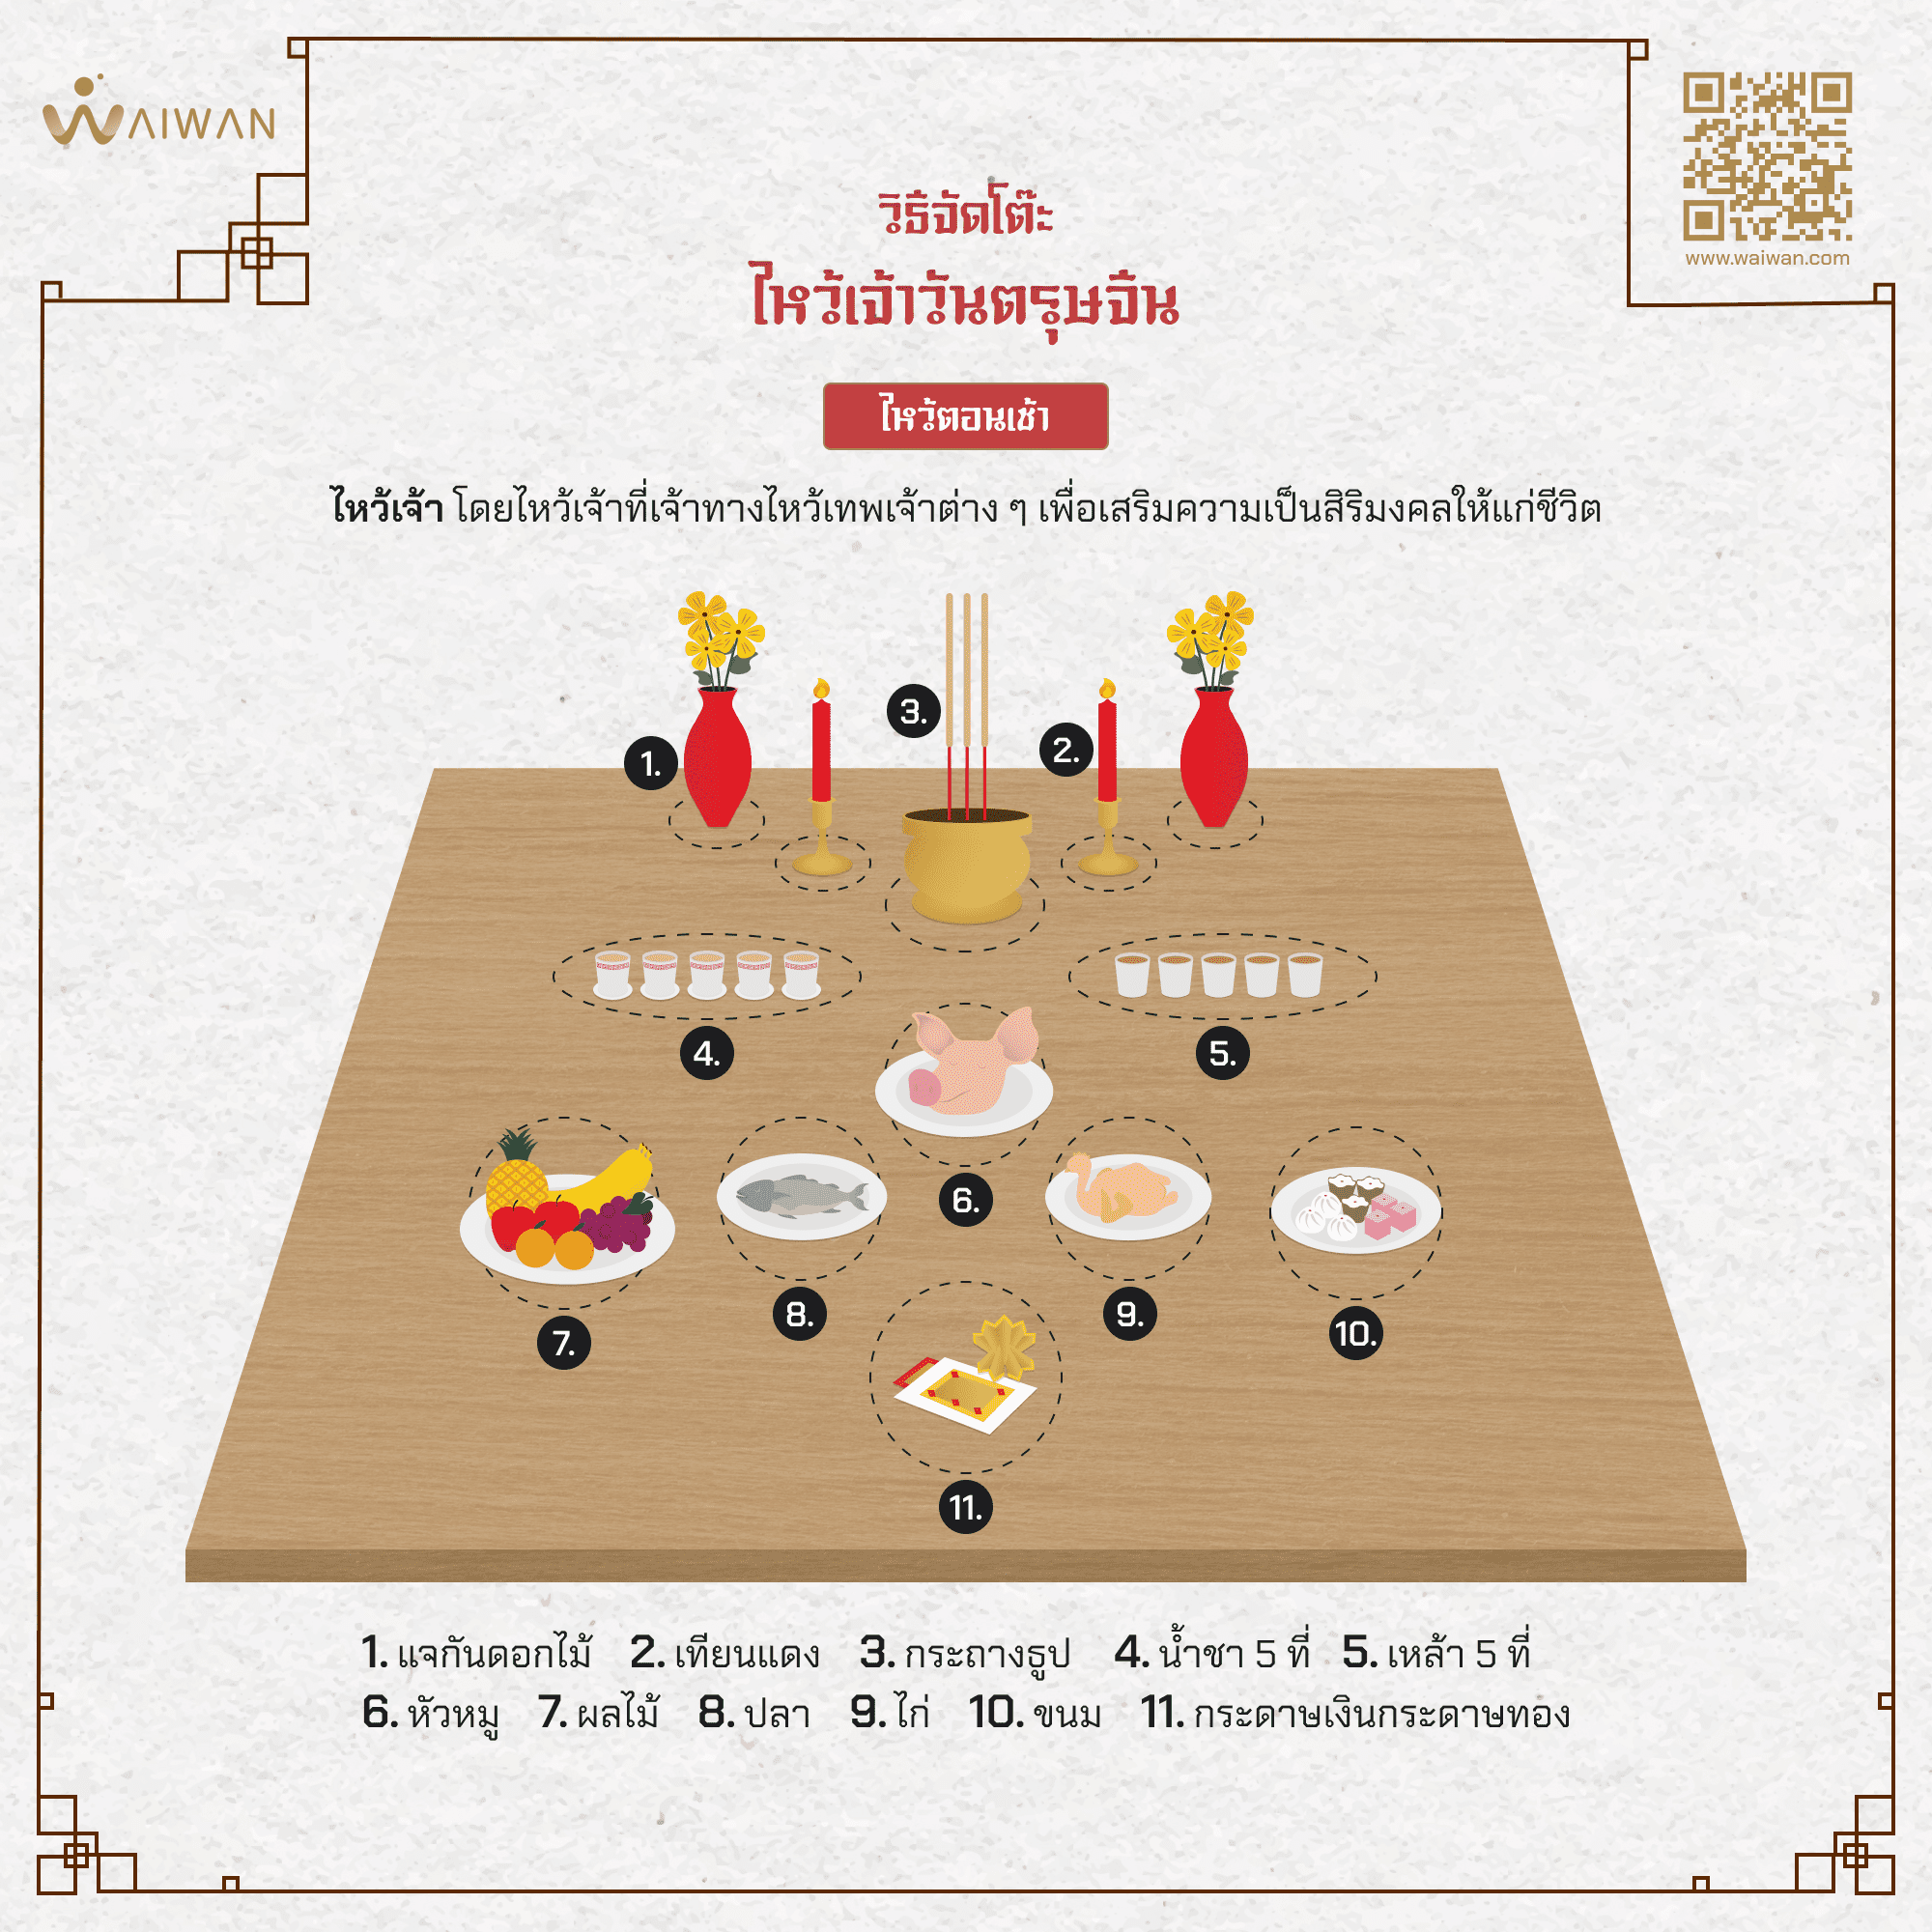 WAIWAN
www.waiwan.com
วิธีจัดโต๊ะ
ไหว้เจ้าวันตรุษจีน
ไหว้ตอนเช้า
ไหว้เจ้า โดยไหว้เจ้าที่เจ้าทางไหว้เทพเจ้าต่าง ๆ เพื่อเสริมความเป็นสิริมงคลให้แก่ชีวิต
3.
2.
1.
4.
5.
6.
8.
9.
10.
7.
11.
1. แจกันดอกไม้ 2. เทียนแดง 3. กระถางธูป 4. น้ำชา 5 ที่ 5. เหล้า 5 ที่
6. หัวหมู 7. ผลไม้ 8. ปลา 9. ไก่ 10. ขนม 11. กระดาษเงินกระดาษทอง